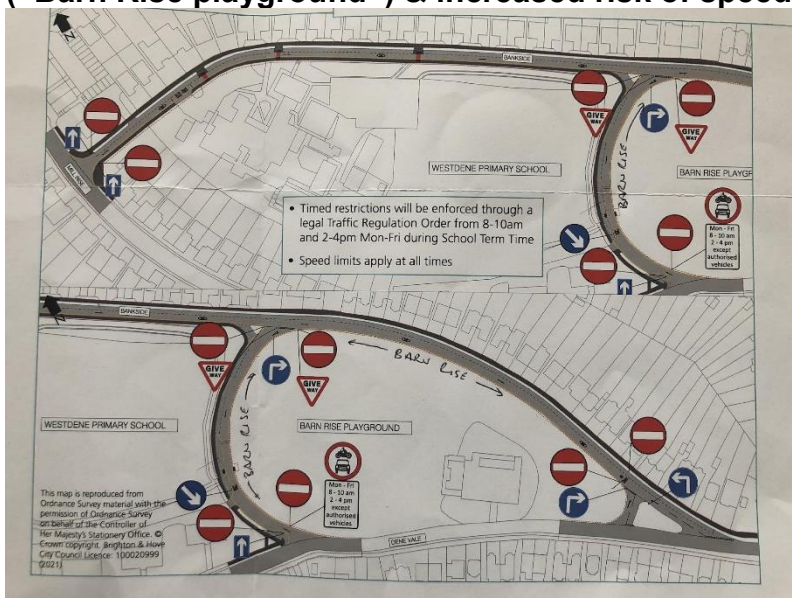 ("Barn Rise playground") & increased risk of speed
N
BANKSIDE
MILL RISE
GIVE WAY
GIVE WAY
WESTDENE PRIMARY SCHOOL
BARN RISE
BARN RISE PLAYGR
• Timed restrictions will be enforced through a
legal Traffic Regulation Order from 8-10am
and 2-4pm Mon-Fri during School Term Time
• Speed limits apply at all times
Mon - Fri
8 - 10 am
2 - 4 pm
except
authorised
vehicles
N
BANKSIDE
GIVE WAY
GIVE WAY
BARN RISE
WESTDENE PRIMARY SCHOOL
BARN RISE
BARN RISE PLAYGROUND
Mon - Fri
8 - 10 am
2 - 4 pm
except
authorised
vehicles
This map is reproduced from
Ordnance Survey material with the
permission of Ordnance Survey
on behalf of the Controller of
Her Majesty's Stationery Office. ©
Crown copyright. Brighton & Hove
City Council Licence: 100020999
(2021)
DENE VALE